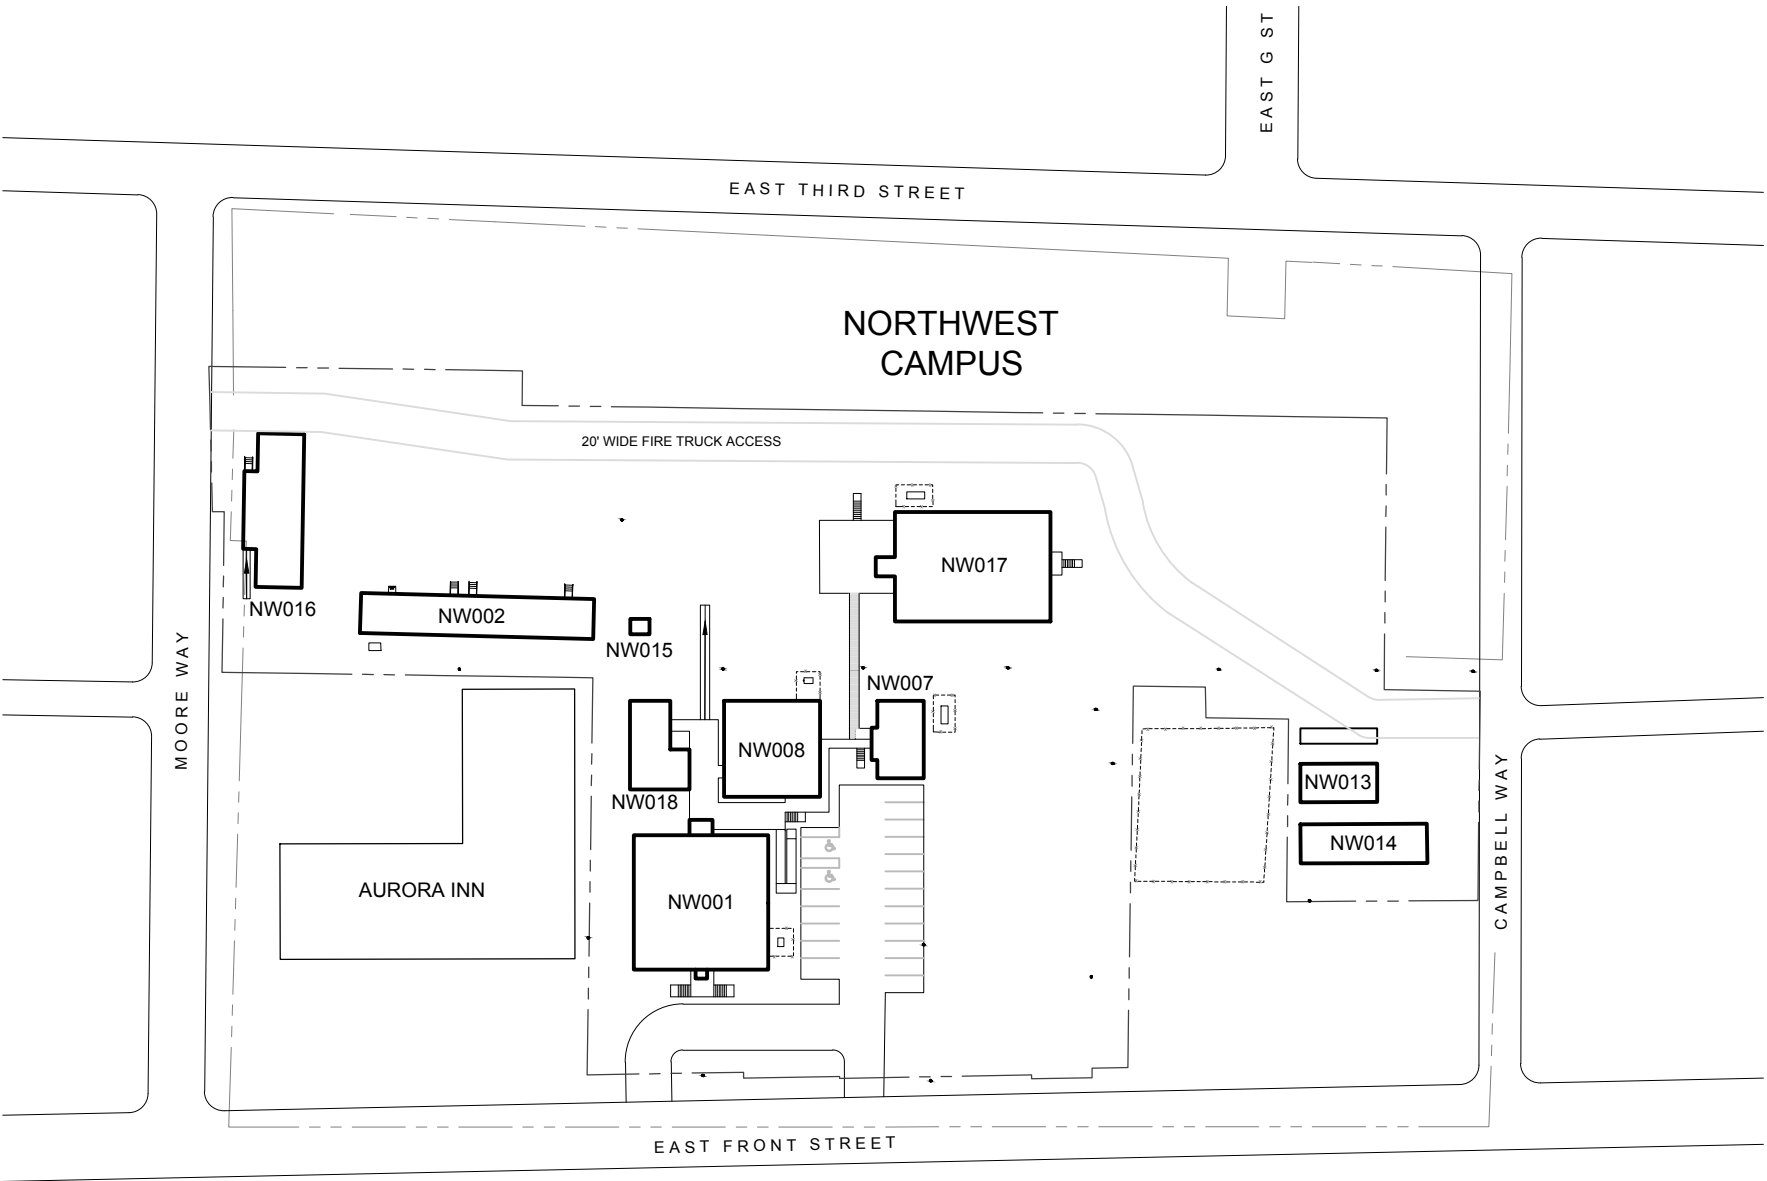 EAST G ST
EAST THIRD STREET
NORTHWEST
CAMPUS
20' WIDE FIRE TRUCK ACCESS
NW017
NW016
NW002
NW015
MOORE WAY
NW007
NW008
NW018
NW013
NW014
CAMPBELL WAY
AURORA INN
NW001
EAST FRONT STREET